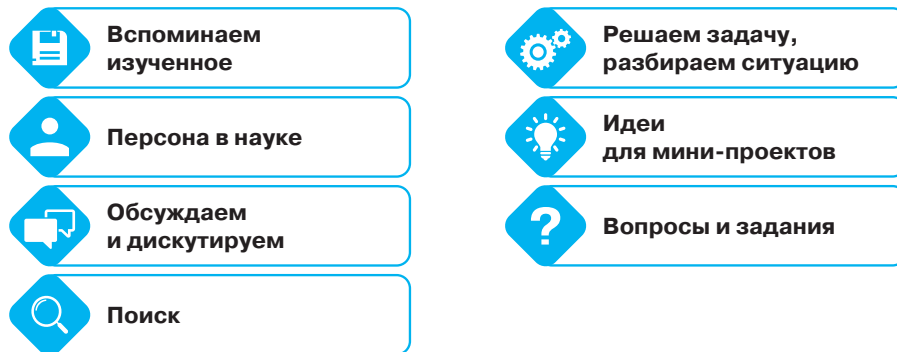 Вспоминаем
изученное
Персона в науке
Обсуждаем
и дискутируем
Поиск
Решаем задачу,
разбираем ситуацию
Идеи
для мини-проектов
?
Вопросы и задания